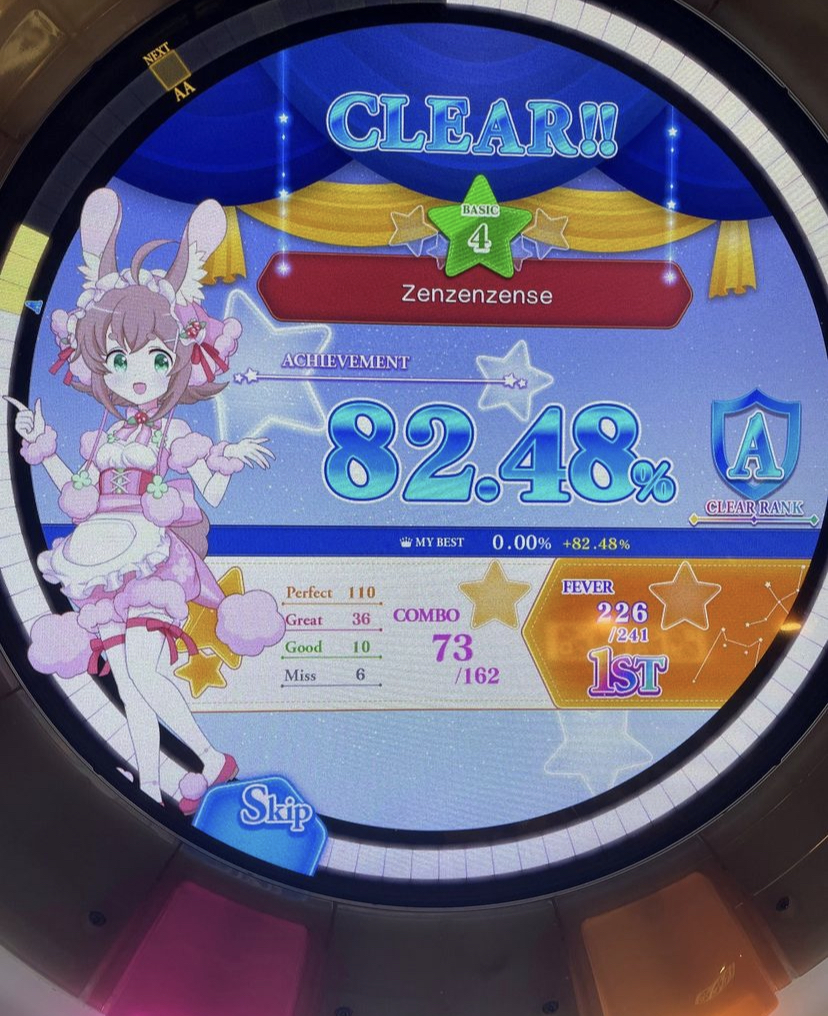 NEXT
AA
CLEAR!!
BASIC
4
Zenzenzense
A
ACHIEVEMENT
82.48%
A
CLEAR RANK
MY BEST 0.00% +82.48%
Perfect 110
Great 36
Good 10
Miss 6
COMBO
73
/162
FEVER
226
/241
1ST
Skip